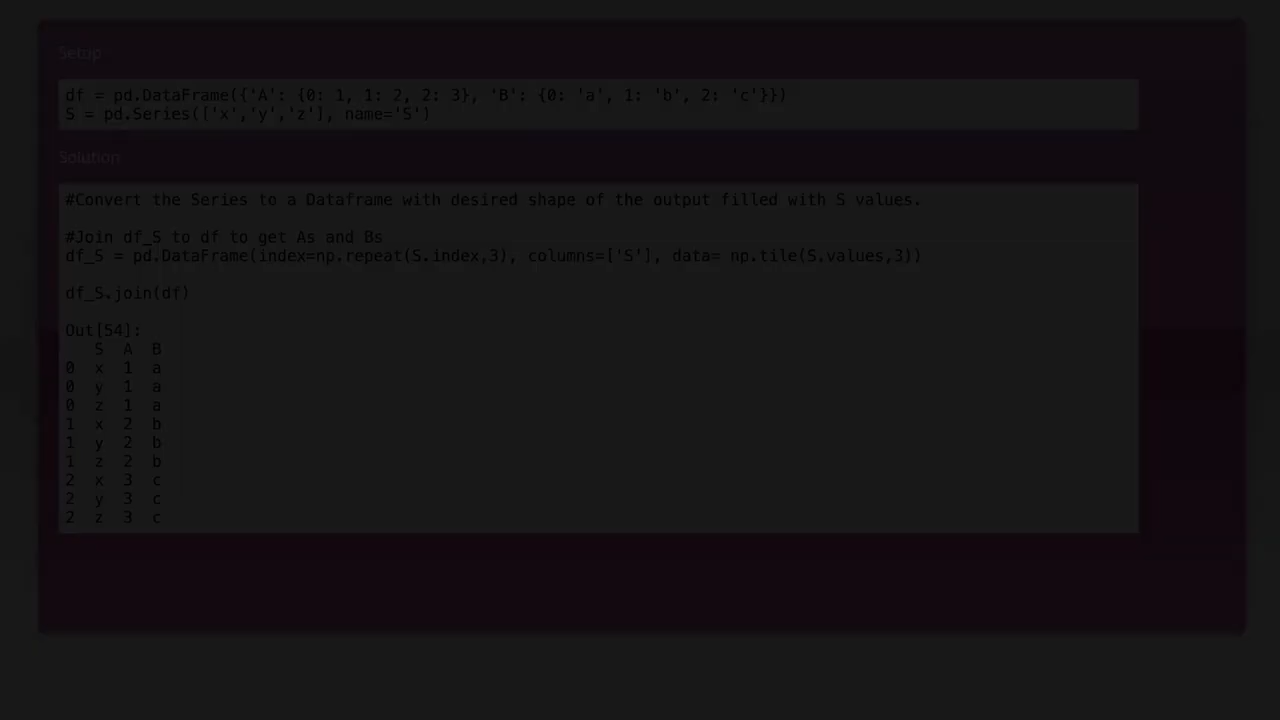 Setup
df = pd.DataFrame({'A': {0: 1, 1: 2, 2: 3}, 'B': {0: 'a', 1: 'b', 2: 'c'}})
S = pd.Series(['x','y','z'], name='S')
Solution
#Convert the Series to a Dataframe with desired shape of the output filled with S values.
#Join df_S to df to get As and Bs
df_S = pd.DataFrame(index=np.repeat(S.index,3), columns=['S'], data= np.tile(S.values,3))
df_S.join(df)
Out[54]:
   S  A  B
0  x  1  a
0  y  1  a
0  z  1  a
1  x  2  b
1  y  2  b
1  z  2  b
2  x  3  c
2  y  3  c
2  z  3  c